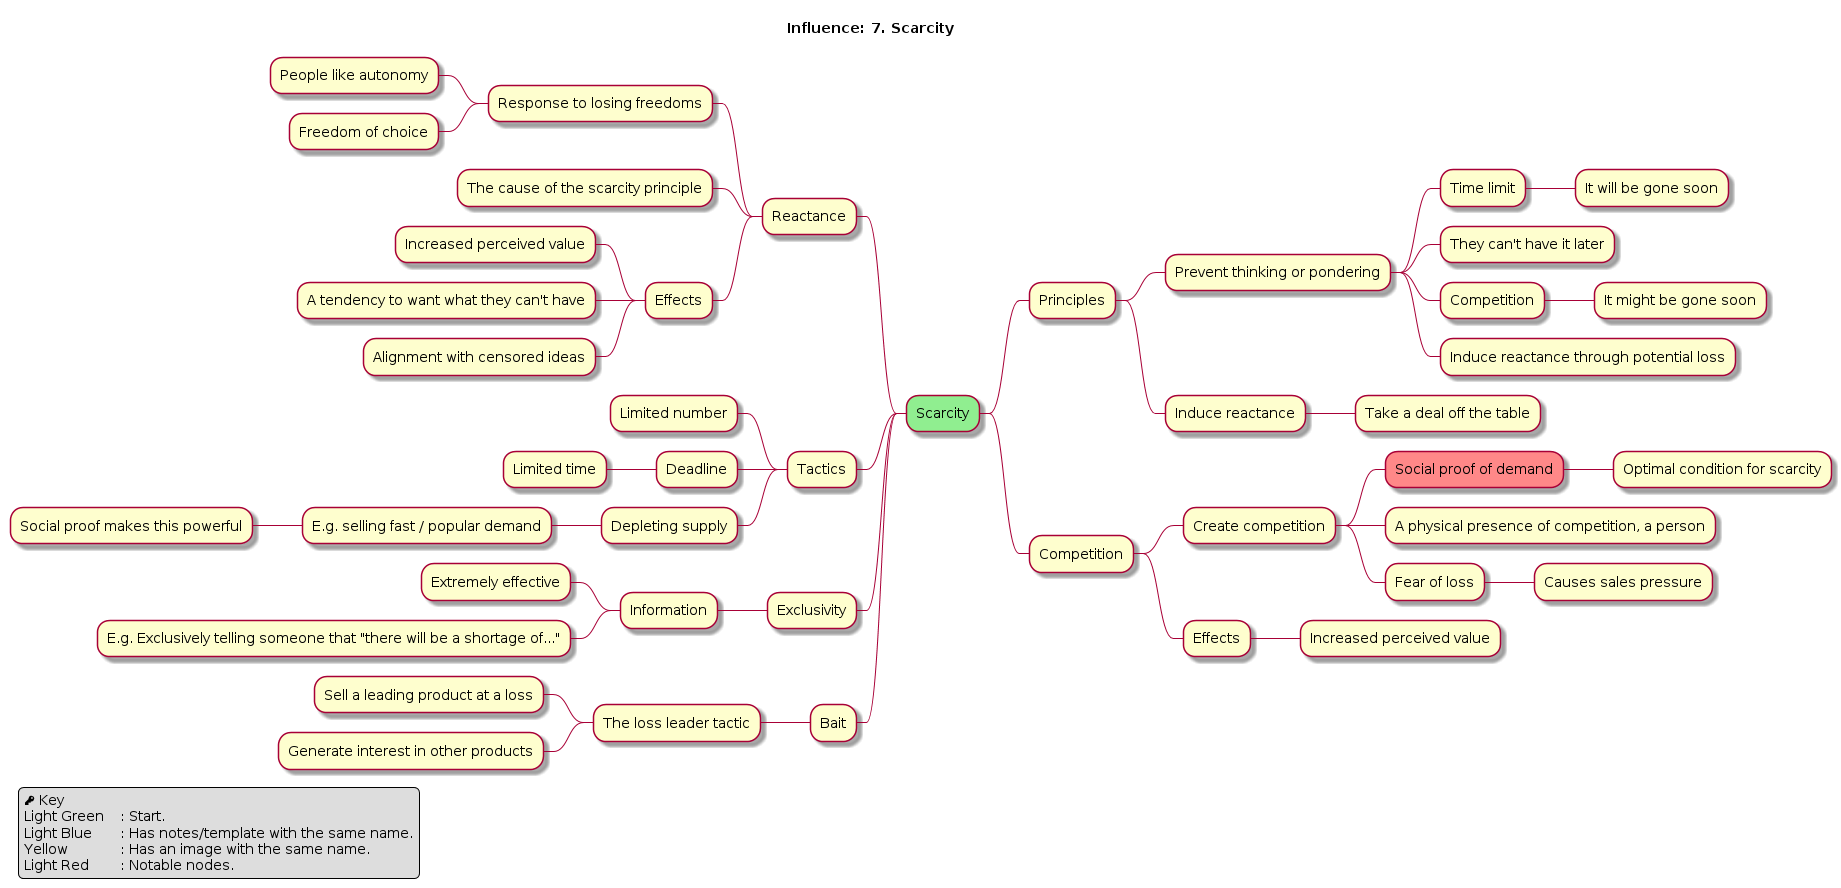 Influence: 7. Scarcity
People like autonomy
Freedom of choice
Response to losing freedoms
The cause of the scarcity principle
Increased perceived value
A tendency to want what they can't have
Alignment with censored ideas
Effects
Reactance
Limited number
Limited time
Deadline
Social proof makes this powerful
E.g. selling fast / popular demand
Depleting supply
Tactics
Extremely effective
E.g. Exclusively telling someone that "there will be a shortage of..."
Information
Exclusivity
Sell a leading product at a loss
Generate interest in other products
The loss leader tactic
Bait
Scarcity
Principles
Prevent thinking or pondering
Time limit
It will be gone soon
They can't have it later
Competition
It might be gone soon
Induce reactance through potential loss
Induce reactance
Take a deal off the table
Competition
Create competition
Social proof of demand
Optimal condition for scarcity
A physical presence of competition, a person
Fear of loss
Causes sales pressure
Effects
Increased perceived value
Key
Light Green : Start.
Light Blue : Has notes/template with the same name.
Yellow : Has an image with the same name.
Light Red : Notable nodes.